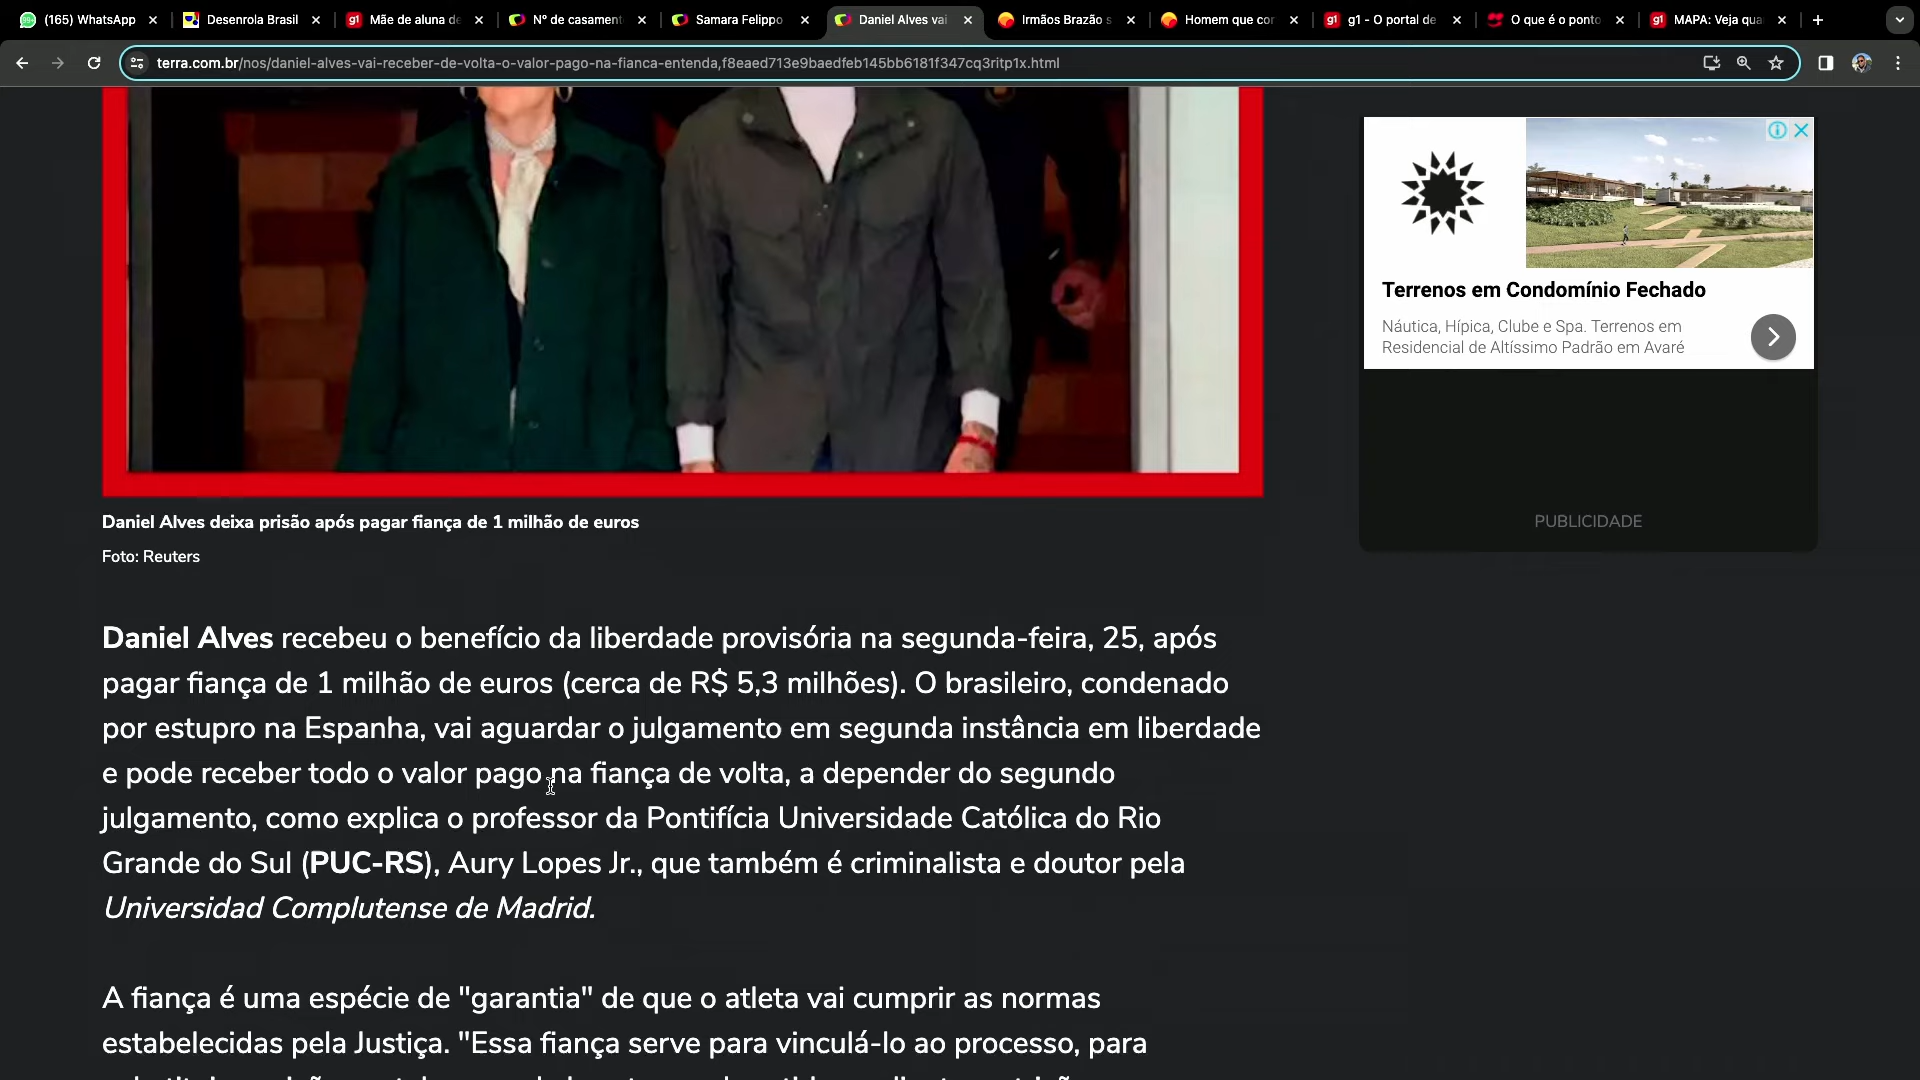 (165) WhatsApp
Desenrola Brasil
g1 Mãe de aluna de
Nº de casament
Samara Felippo
Daniel Alves vai
Irmãos Brazão s
Homem que cor
g1 g1 - O portal de
O que é o ponto
g1 MAPA: Veja qua
terra.com.br/nos/daniel-alves-vai-receber-de-volta-o-valor-pago-na-fianca-entenda,f8eaed713e9baedfeb145bb6181f347cq3ritp1x.html
Terrenos em Condomínio Fechado
Náutica, Hípica, Clube e Spa. Terrenos em
Residencial de Altíssimo Padrão em Avaré
PUBLICIDADE
Daniel Alves deixa prisão após pagar fiança de 1 milhão de euros
Foto: Reuters
Daniel Alves recebeu o benefício da liberdade provisória na segunda-feira, 25, após
pagar fiança de 1 milhão de euros (cerca de R$ 5,3 milhões). O brasileiro, condenado
por estupro na Espanha, vai aguardar o julgamento em segunda instância em liberdade
e pode receber todo o valor pago na fiança de volta, a depender do segundo
julgamento, como explica o professor da Pontifícia Universidade Católica do Rio
Grande do Sul (PUC-RS), Aury Lopes Jr., que também é criminalista e doutor pela
Universidad Complutense de Madrid.
A fiança é uma espécie de "garantia" de que o atleta vai cumprir as normas
estabelecidas pela Justiça. "Essa fiança serve para vinculá-lo ao processo, para